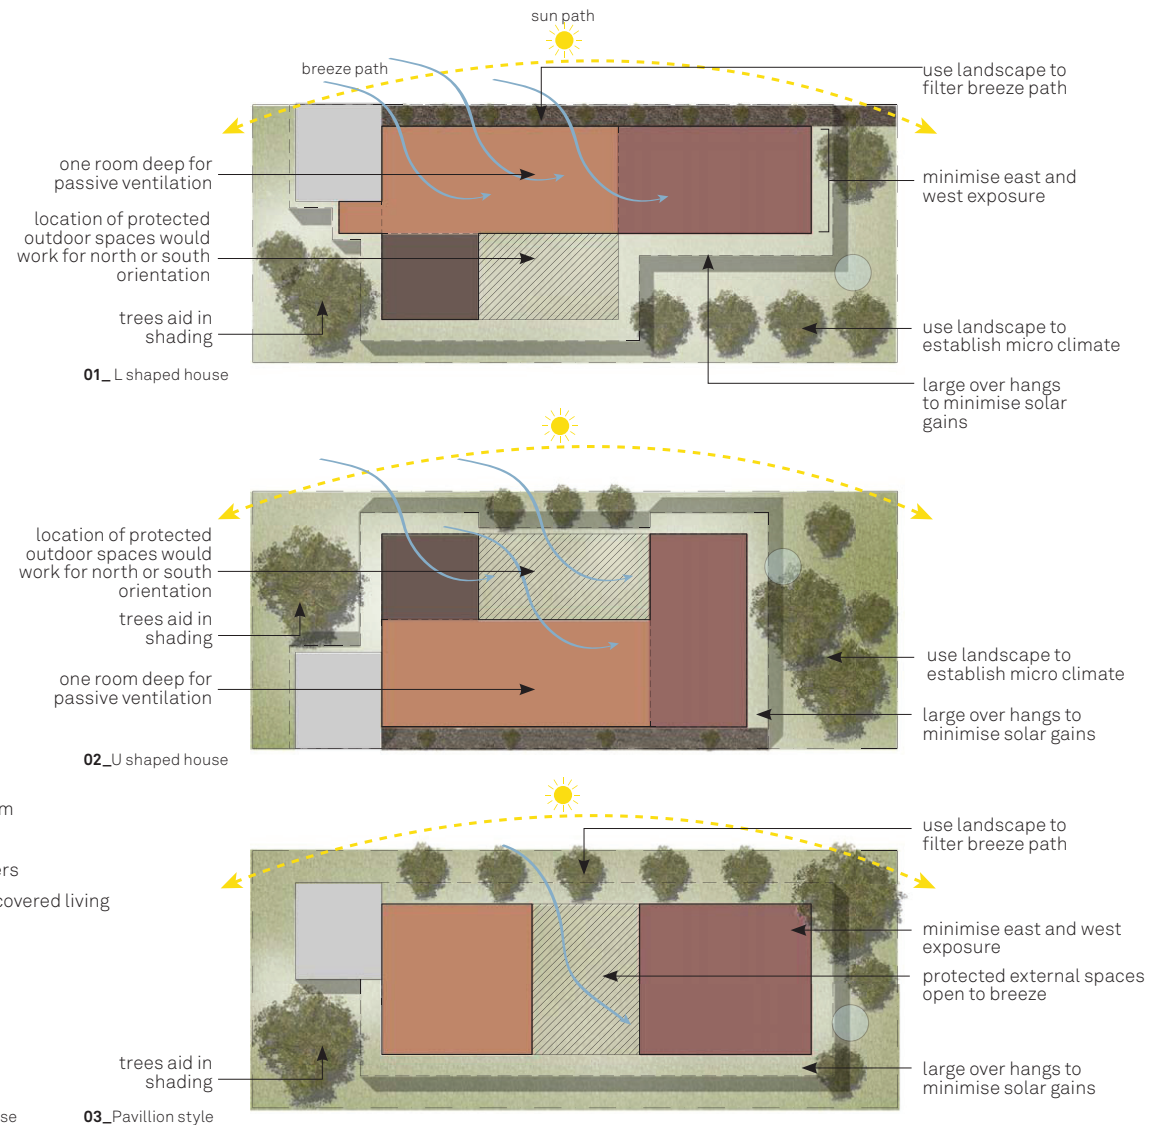 sun path
breeze path
use landscape to
filter breeze path
one room deep for
passive ventilation
minimise east and
west exposure
location of protected
outdoor spaces would
work for north or south
orientation
trees aid in
shading
use landscape to
establish micro climate
large over hangs
to minimise solar
gains
01_ L shaped house
location of protected
outdoor spaces would
work for north or south
orientation
trees aid in
shading
one room deep for
passive ventilation
use landscape to
establish micro climate
large over hangs to
minimise solar gains
02_U shaped house
m
ers
covered living
use landscape to
filter breeze path
minimise east and west
exposure
protected external spaces
open to breeze
trees aid in
shading
large over hangs to
minimise solar gains
se
03_Pavillion style